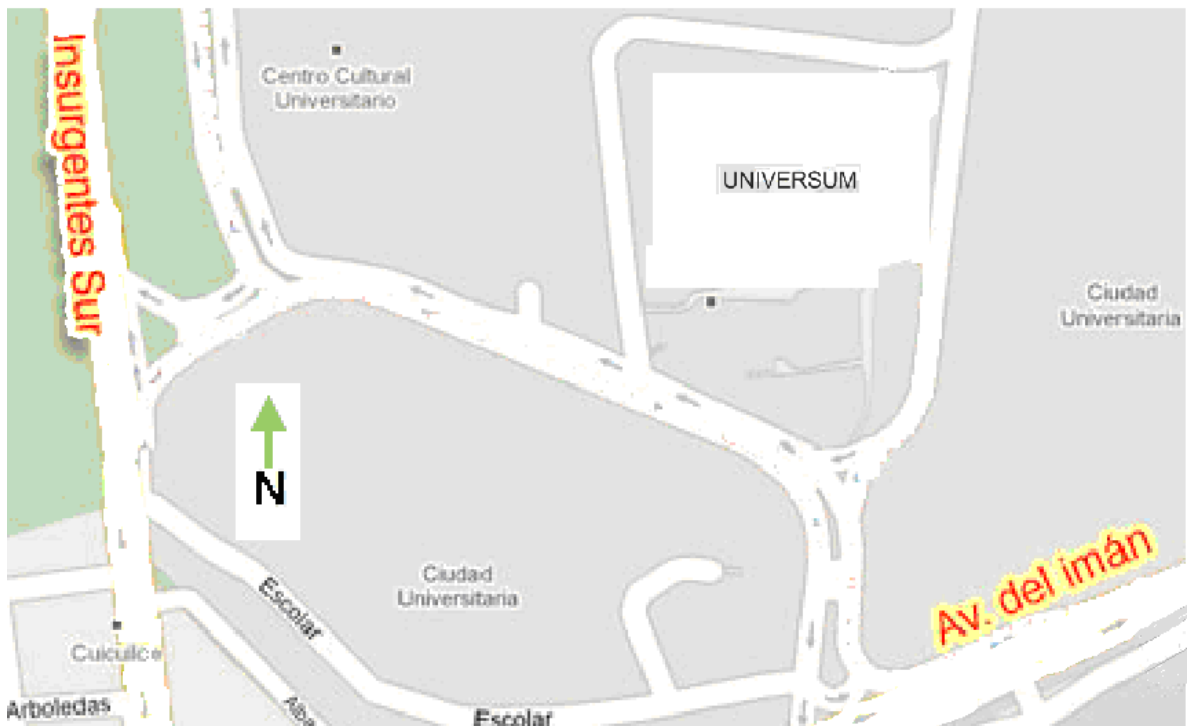 Insurgentes Sur
Centro Cultural
Universitario
UNIVERSUM
Ciudad
Universitaria
N
Escolar
Ciudad
Universitaria
Av. del imán
Cuicuilco
Arboledas
Escolar